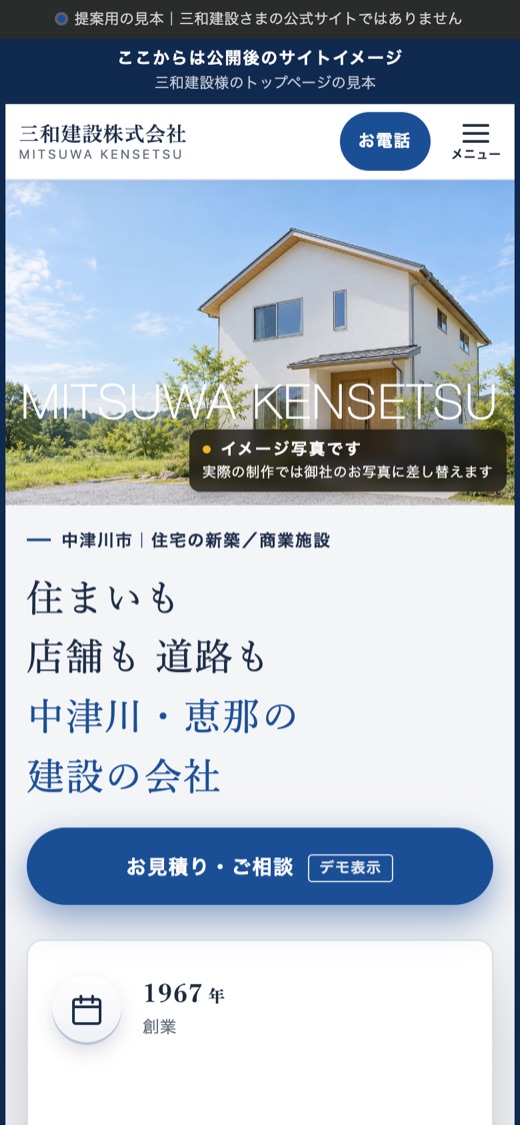 提案用の見本｜三和建設さまの公式サイトではありません
ここからは公開後のサイトイメージ
三和建設様のトップページの見本
三和建設株式会社
MITSUWA KENSETSU
お電話
メニュー
MITSUWA KENSETSU
イメージ写真です
実際の制作では御社のお写真に差し替えます
中津川市｜住宅の新築／商業施設
住まいも
店舗も 道路も
中津川・恵那の
建設の会社
お見積り・ご相談 デモ表示
1967年
創業